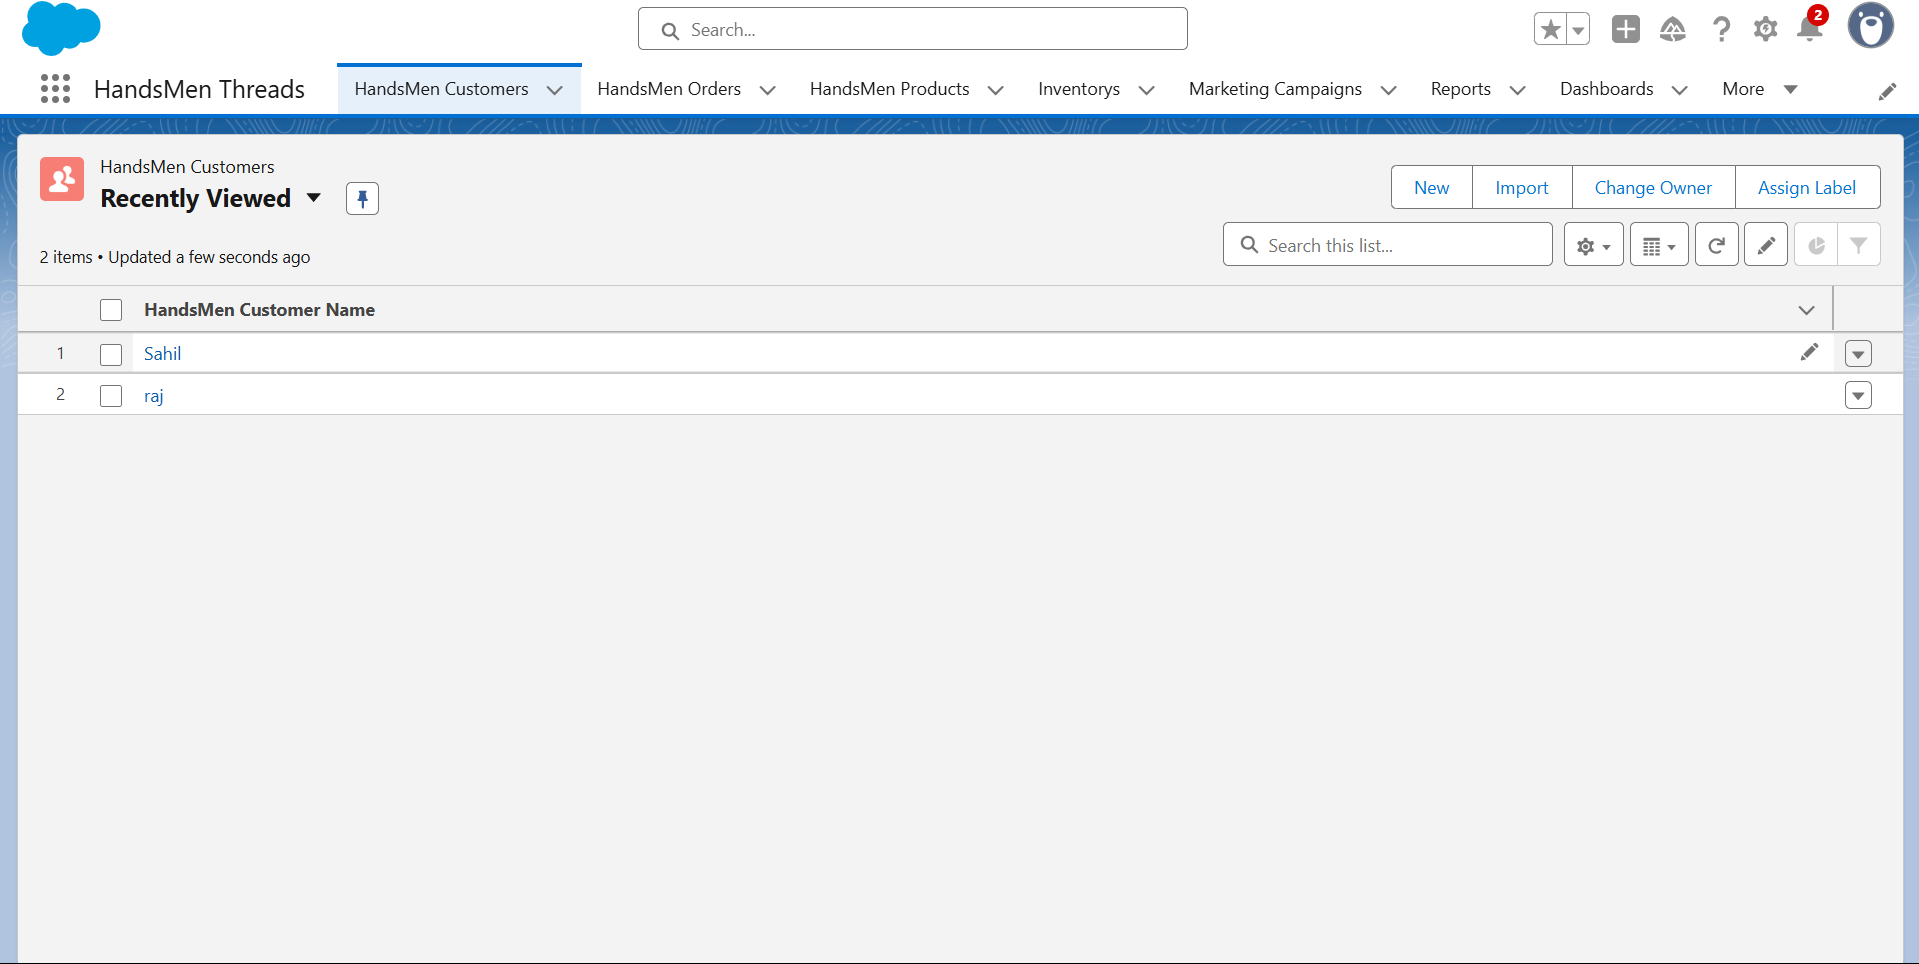 Search...
2
HandsMen Threads
HandsMen Customers
HandsMen Orders
HandsMen Products
Inventorys
Marketing Campaigns
Reports
Dashboards
More
HandsMen Customers
Recently Viewed
New
Import
Change Owner
Assign Label
2 items • Updated a few seconds ago
Search this list...
HandsMen Customer Name
1 Sahil
2 raj